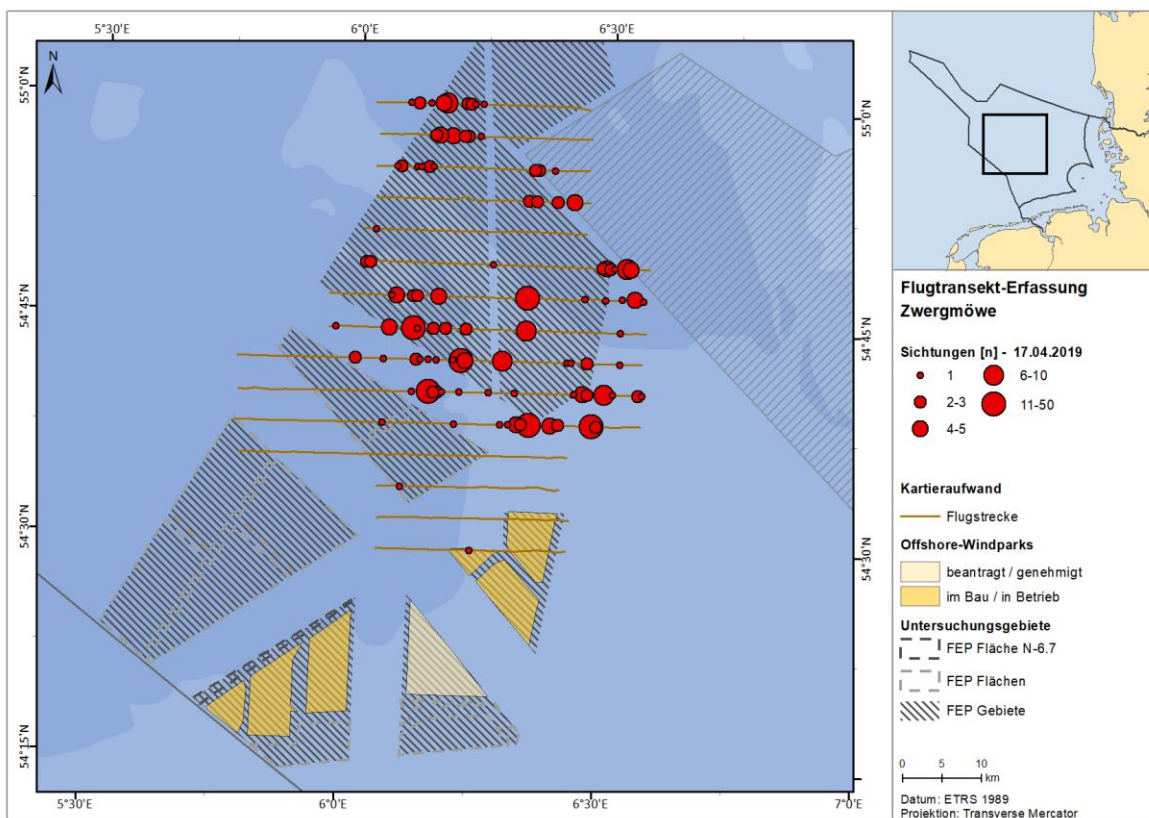 5°30'E
6°0'E
6°30'E
N
55°0'N
55°0'N
54°45'N
54°45'N
54°30'N
54°30'N
54°15'N
5°30'E
6°0'E
6°30'E
7°0'E
Flugtransekt-Erfassung
Zwergmöwe
Sichtungen [n] - 17.04.2019
1
6-10
2-3
11-50
4-5
Kartieraufwand
Flugstrecke
Offshore-Windparks
beantragt / genehmigt
im Bau / in Betrieb
Untersuchungsgebiete
FEP Fläche N-6.7
FEP Flächen
FEP Gebiete
0 5 10
km
Datum: ETRS 1989
Projektion: Transverse Mercator